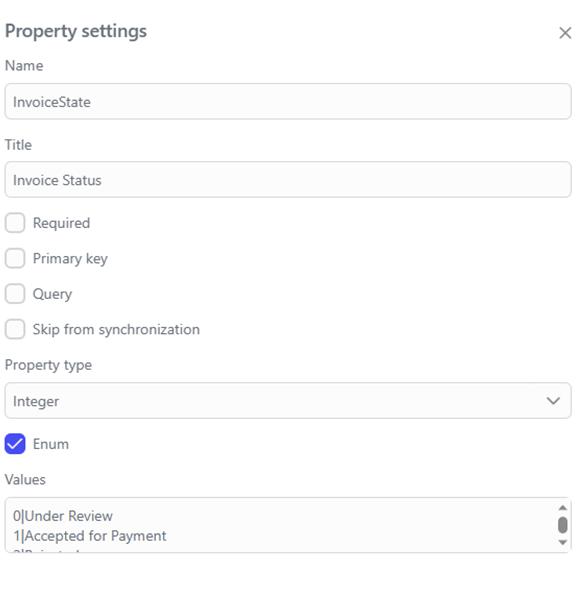 Property settings
Name
InvoiceState
Title
Invoice Status
Required
Primary key
Query
Skip from synchronization
Property type
Integer
Enum
Values
0|Under Review
1|Accepted for Payment